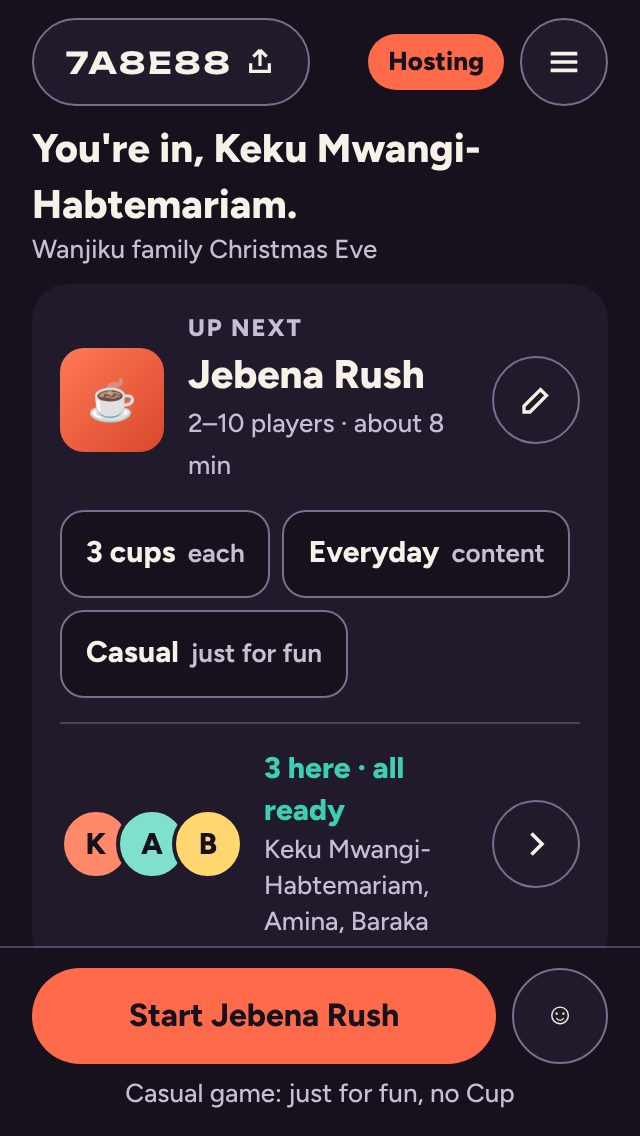 7A8E88
Hosting
You're in, Keku Mwangi-
Habtemariam.
Wanjiku family Christmas Eve
UP NEXT
Jebena Rush
2–10 players · about 8
min
3 cups each
Everyday content
Casual just for fun
3 here · all
ready
K A B
Keku Mwangi-
Habtemariam,
Amina, Baraka
Start Jebena Rush
Casual game: just for fun, no Cup